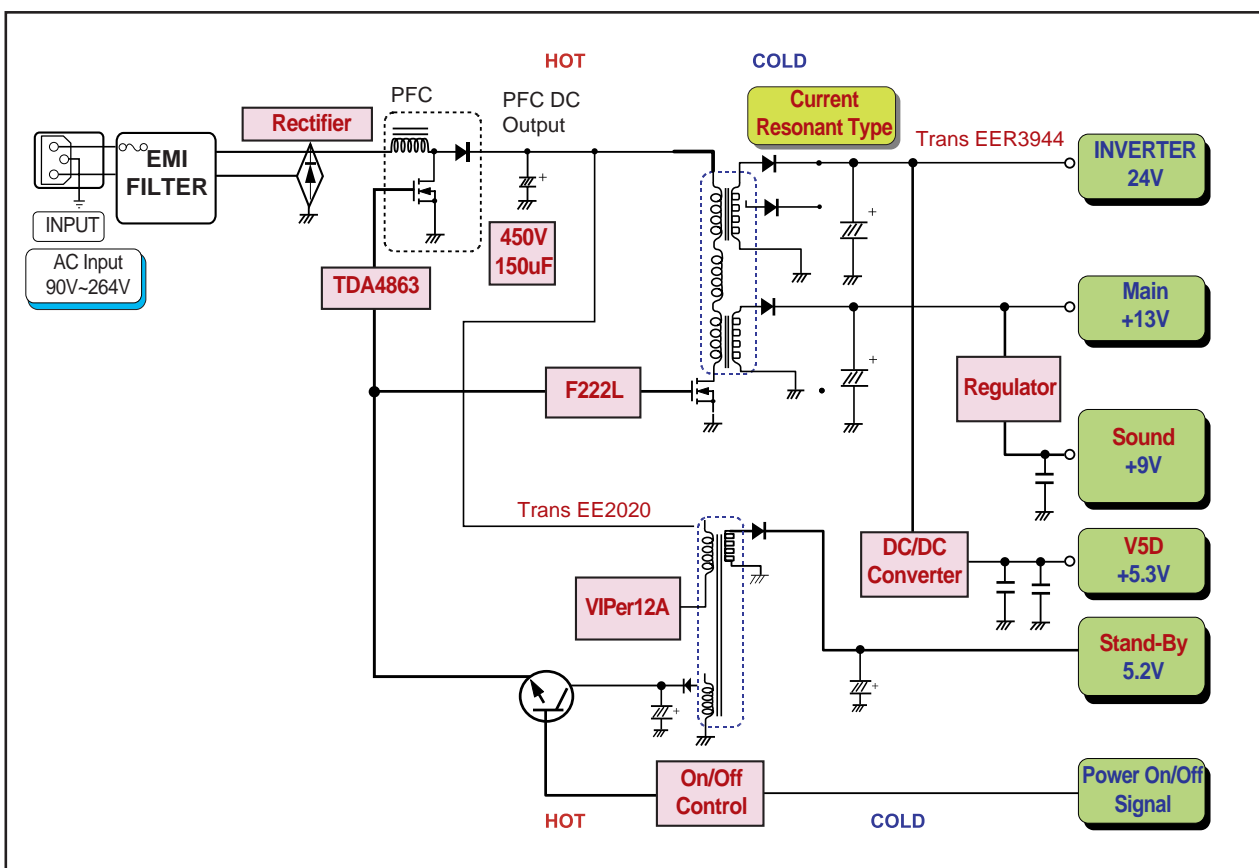 HOT
COLD
PFC
PFC DC
Output
Current
Resonant Type
Rectifier
Trans EER3944
INVERTER
24V
EMI
FILTER
INPUT
AC Input
90V~264V
450V
150uF
TDA4863
Main
+13V
F222L
Regulator
Sound
+9V
Trans EE2020
DC/DC
Converter
V5D
+5.3V
VIPer12A
Stand-By
5.2V
On/Off
Control
Power On/Off
Signal
HOT
COLD